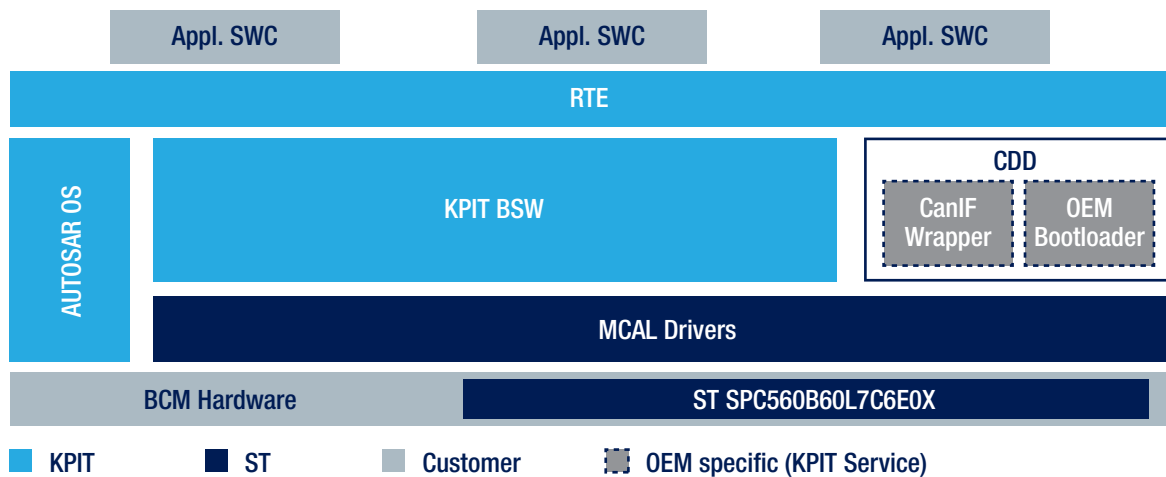 Appl. SWC
Appl. SWC
Appl. SWC
RTE
AUTOSAR OS
KPIT BSW
CDD
CanIF
Wrapper
OEM
Bootloader
MCAL Drivers
BCM Hardware
ST SPC560B60L7C6E0X
KPIT
ST
Customer
OEM specific (KPIT Service)